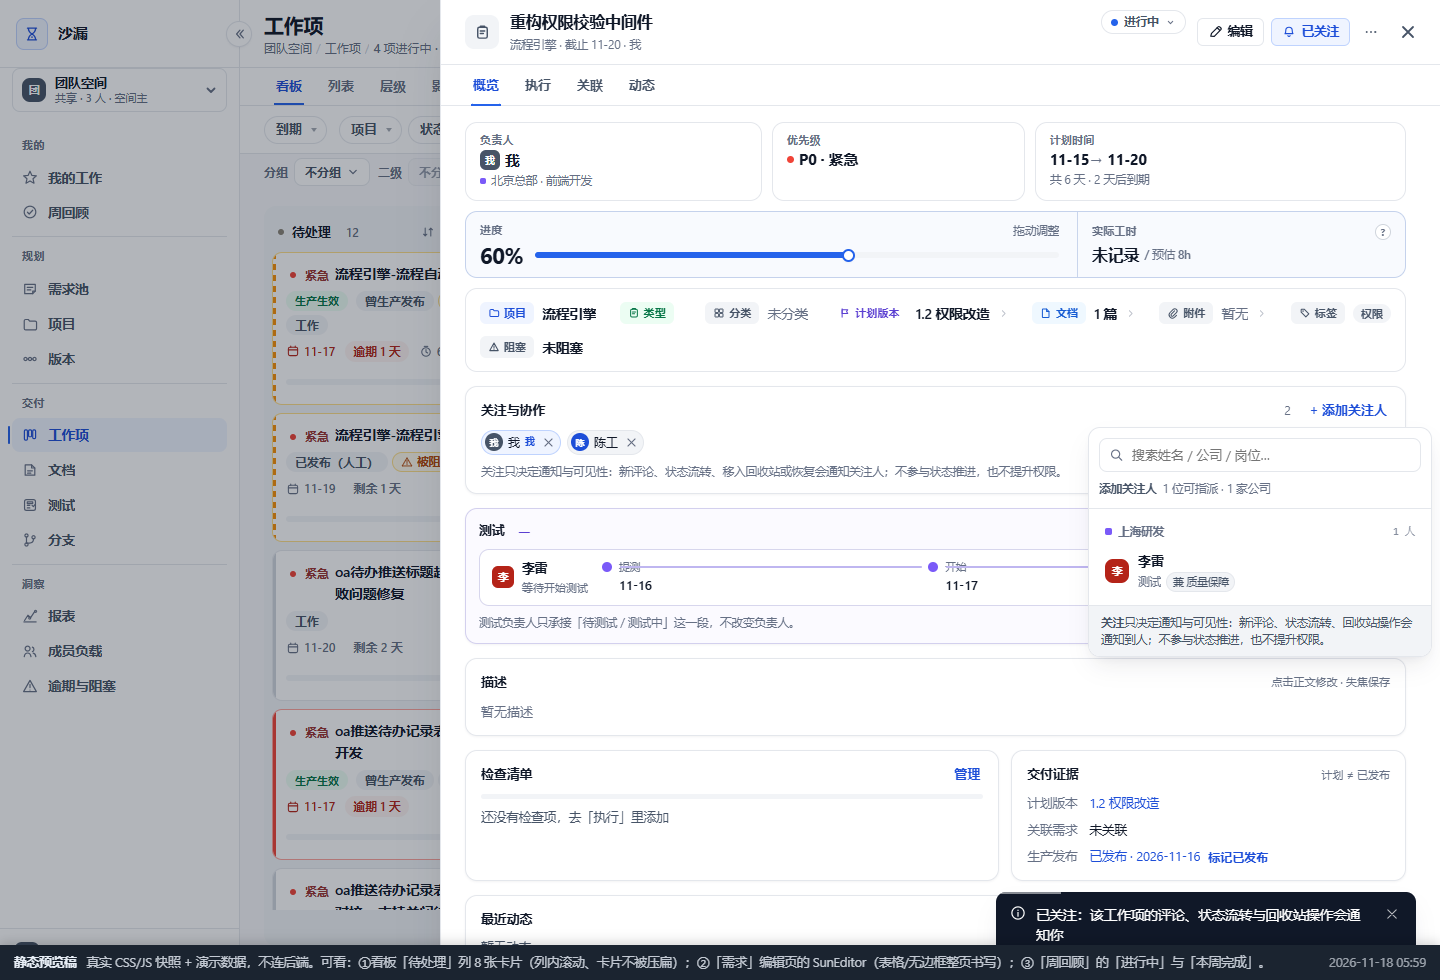 沙漏
团 团队空间
共享 · 3 人 · 空间主
我的
我的工作
周回顾
规划
需求池
项目
版本
交付
工作项
文档
测试
分支
洞察
报表
成员负载
逾期与阻塞
工作项
团队空间 / 工作项 / 4 项进行中 ·
看板 列表 层级
到期 项目 状态
分组 不分组 二级 不分
待处理 12
紧急 流程引擎-流程自
生产生效 曾生产发布
工作
11-17 逾期 1 天
紧急 流程引擎-流程引
已发布（人工） 被阻
11-19 剩余 1 天
紧急 oa待办推送标题超
败问题修复
工作
11-20 剩余 2 天
紧急 oa推送待办记录表
开发
生产生效 曾生产发布
11-17 逾期 1 天
紧急 oa推送待办记录表
重构权限校验中间件
流程引擎 · 截止 11-20 · 我
进行中
编辑
已关注
概览 执行 关联 动态
负责人
我 我
北京总部 · 前端开发
优先级
P0 · 紧急
计划时间
11-15→ 11-20
共 6 天 · 2 天后到期
进度 拖动调整
60%
实际工时 ?
未记录 / 预估 8h
项目 流程引擎 类型 分类 未分类 计划版本 1.2 权限改造 文档 1 篇 附件 暂无 标签 权限
阻塞 未阻塞
关注与协作 2 + 添加关注人
我 我 我 陈 陈工
关注只决定通知与可见性：新评论、状态流转、移入回收站或恢复会通知关注人；不参与状态推进，也不提升权限。
搜索姓名 / 公司 / 岗位...
添加关注人 1 位可指派 · 1 家公司
上海研发 1 人
李 李雷
测试 兼 质量保障
关注只决定通知与可见性：新评论、状态流转、回收站操作会
通知到人；不参与状态推进，也不提升权限。
测试 —
李 李雷
等待开始测试
提测
11-16
开始
11-17
测试负责人只承接「待测试 / 测试中」这一段，不改变负责人。
描述 点击正文修改 · 失焦保存
暂无描述
检查清单 管理
还没有检查项，去「执行」里添加
交付证据 计划 ≠ 已发布
计划版本 1.2 权限改造
关联需求 未关联
生产发布 已发布 · 2026-11-16 标记已发布
最近动态
已关注：该工作项的评论、状态流转与回收站操作会通
知你
静态预览稿 真实 CSS/JS 快照 + 演示数据，不连后端。可看：①看板「待处理」列 8 张卡片（列内滚动、卡片不被压扁）；②「需求」编辑页的 SunEditor（表格/无边框整页书写）；③「周回顾」的「进行中」与「本周完成」。 2026-11-18 05:59